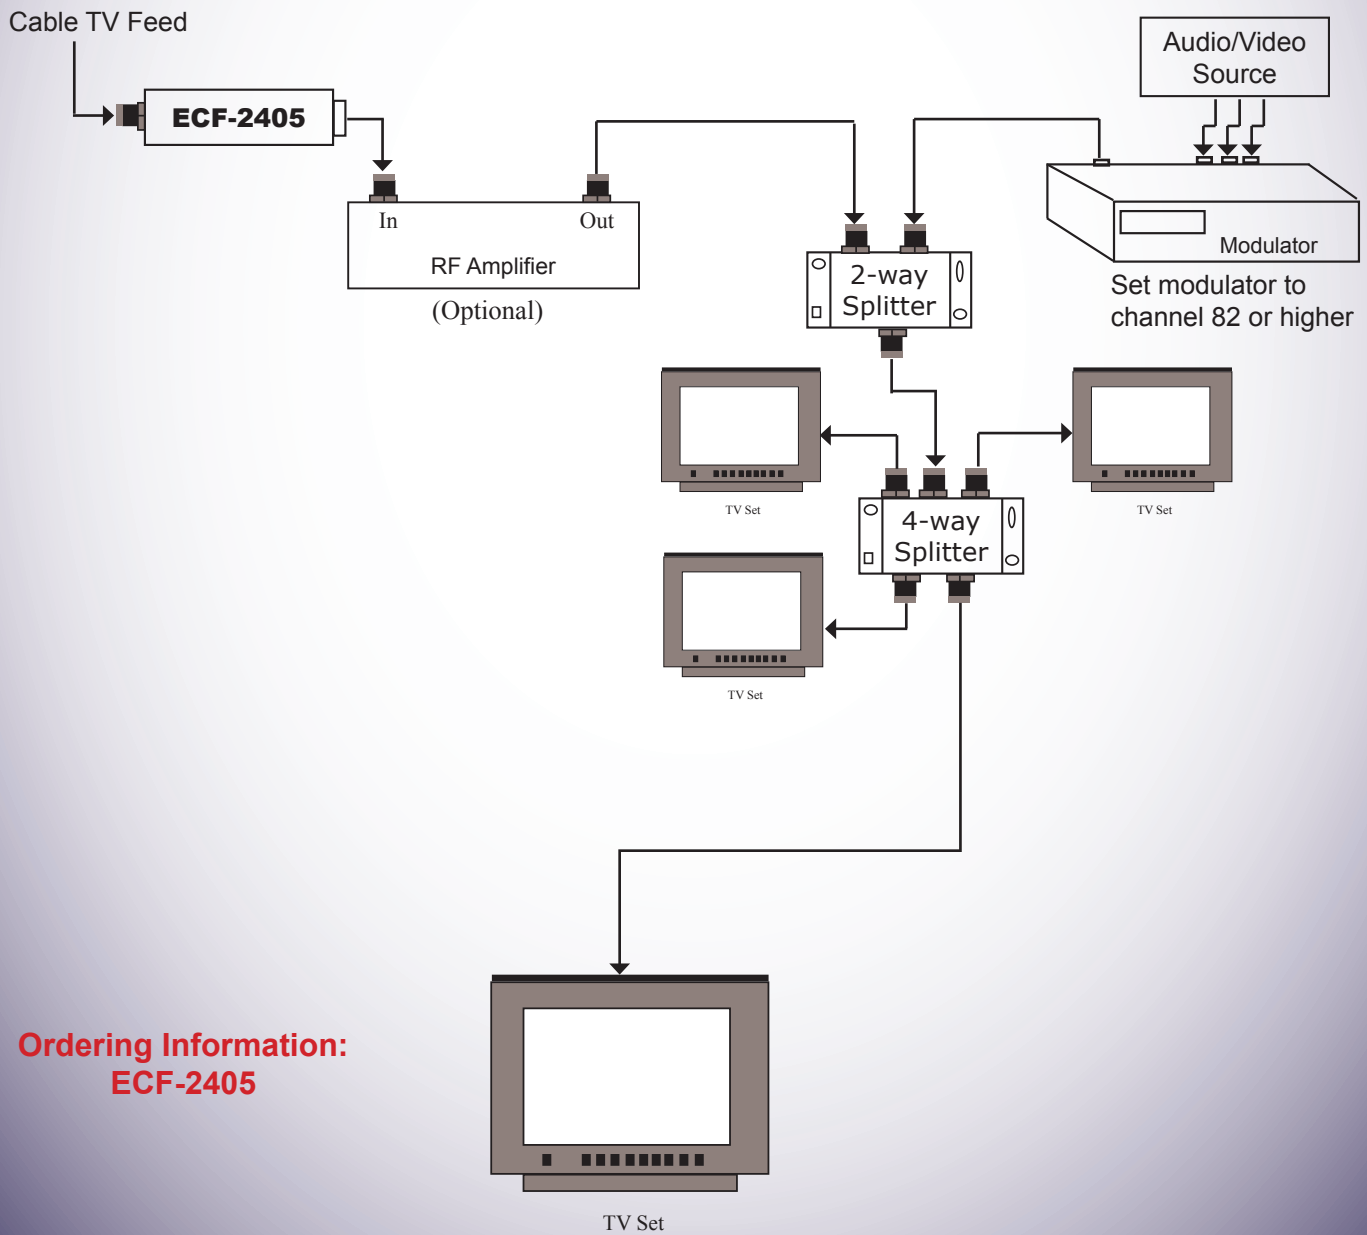 Cable TV Feed
ECF-2405
In
Out
RF Amplifier
(Optional)
Audio/Video
Source
Modulator
Set modulator to
channel 82 or higher
2-way
Splitter
TV Set
TV Set
4-way
Splitter
TV Set
Ordering Information:
ECF-2405
TV Set